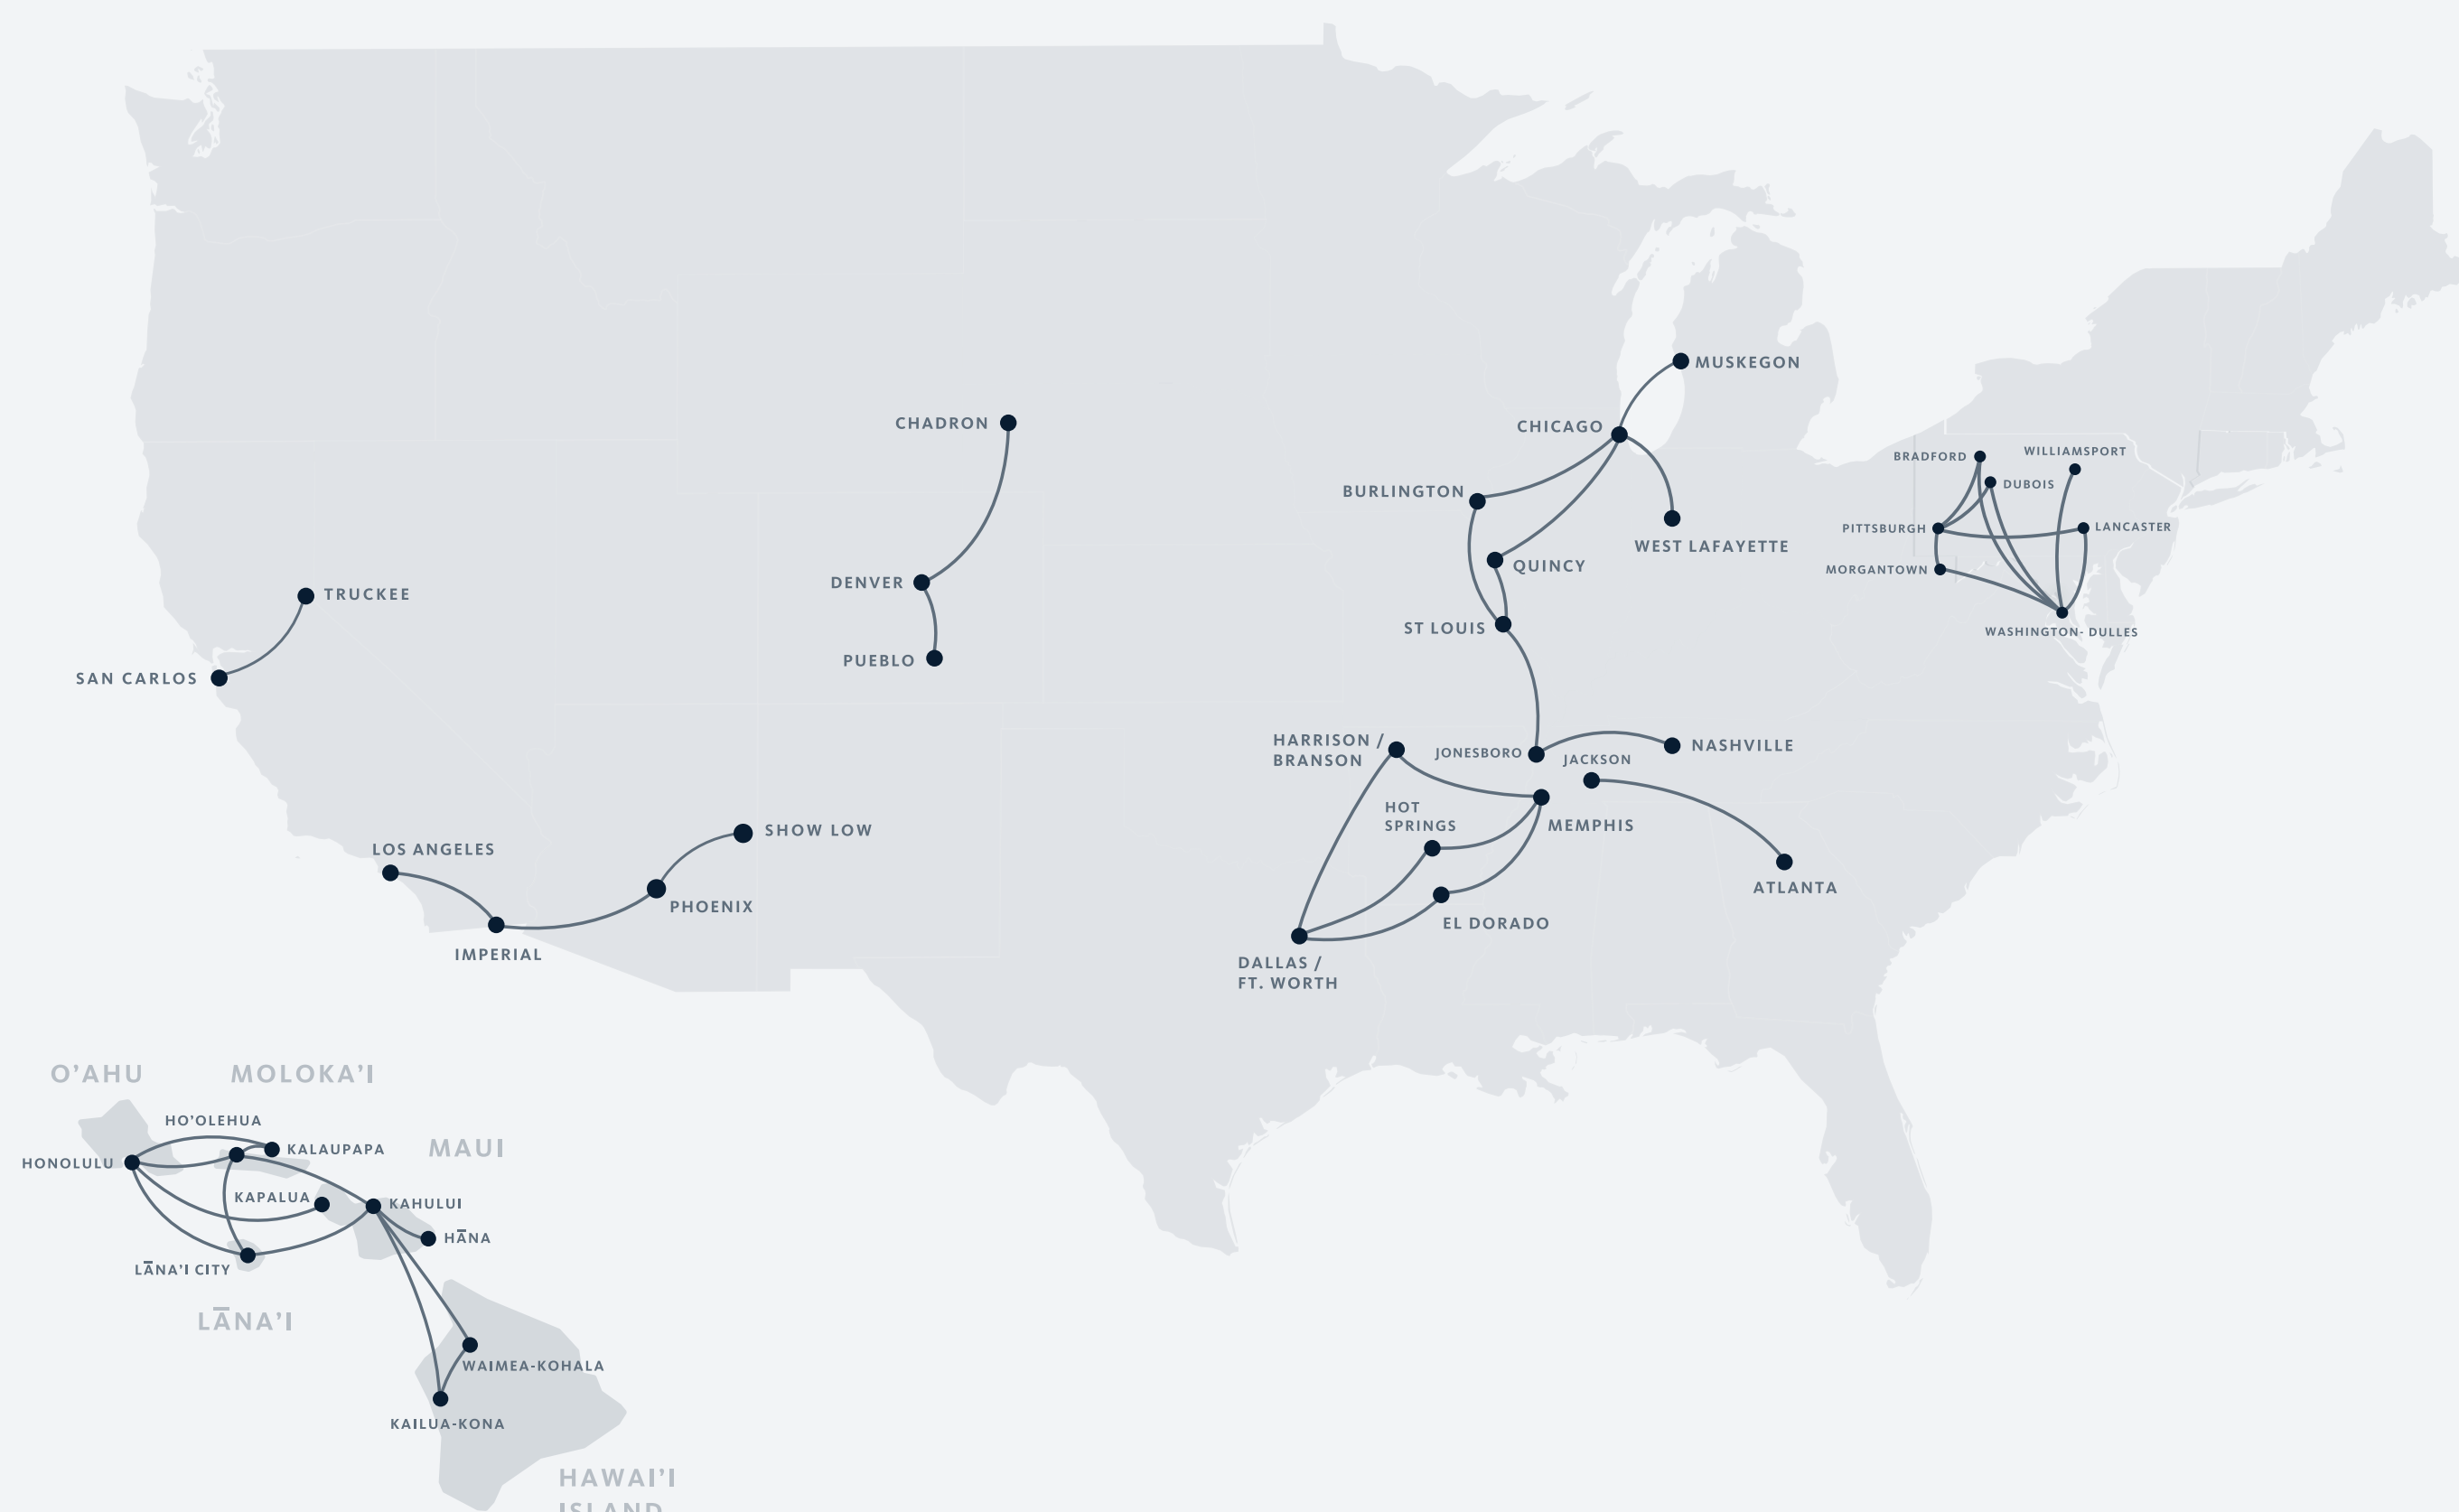 MUSKEGON
CHADRON
CHICAGO
WILLIAMSPORT
BRADFORD
DUBOIS
BURLINGTON
PITTSBURGH
LANCASTER
WEST LAFAYETTE
QUINCY
MORGANTOWN
DENVER
TRUCKEE
ST LOUIS
WASHINGTON- DULLES
PUEBLO
SAN CARLOS
HARRISON /
BRANSON
JONESBORO
NASHVILLE
JACKSON
HOT
SPRINGS
MEMPHIS
SHOW LOW
LOS ANGELES
ATLANTA
PHOENIX
EL DORADO
IMPERIAL
DALLAS /
FT. WORTH
O’AHU
MOLOKA’I
HO’OLEHUA
KALAUPAPA
MAUI
HONOLULU
KAPALUA
KAHULUI
HĀNA
LĀNA’I CITY
LĀNA’I
WAIMEA-KOHALA
KAILUA-KONA
HAWAI’I
ISLAND